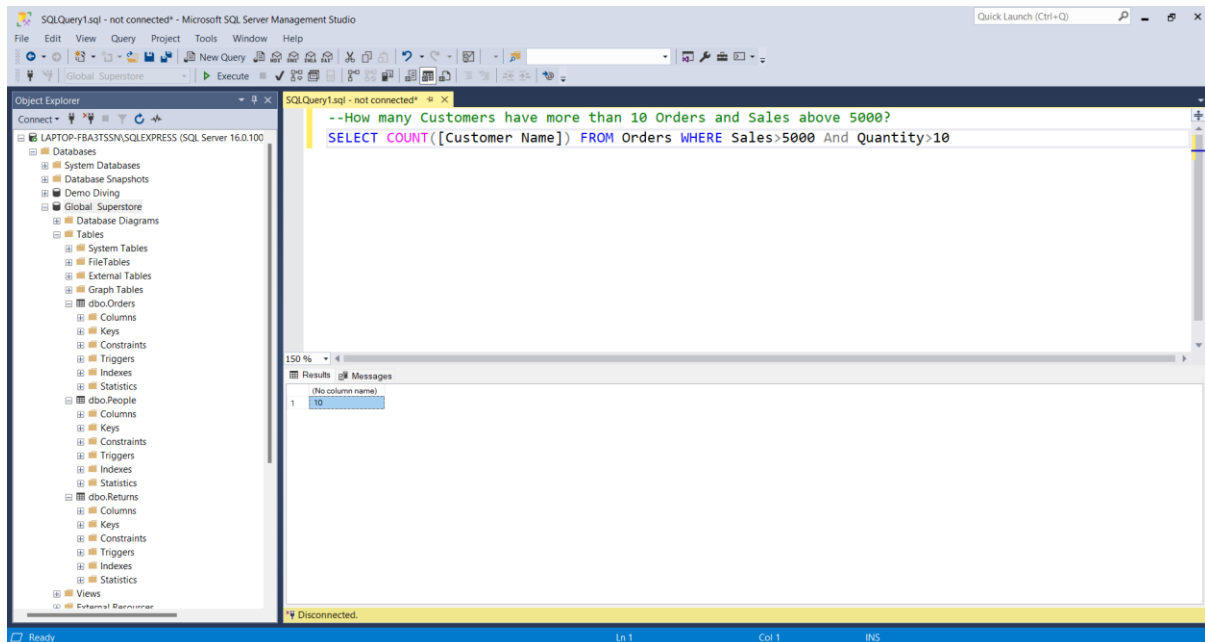 SQLQuery1.sql - not connected* - Microsoft SQL Server Management Studio
Quick Launch (Ctrl+Q)
File Edit View Query Project Tools Window Help
New Query
Global Superstore
Execute
Object Explorer
SQLQuery1.sql - not connected*
Connect
LAPTOP-FBA3TSSN\SQLEXPRESS (SQL Server 16.0.100
Databases
System Databases
Database Snapshots
Demo Diving
Global Superstore
Database Diagrams
Tables
System Tables
FileTables
External Tables
Graph Tables
dbo.Orders
Columns
Keys
Constraints
Triggers
Indexes
Statistics
dbo.People
Columns
Keys
Constraints
Triggers
Indexes
Statistics
dbo.Returns
Columns
Keys
Constraints
Triggers
Indexes
Statistics
Views
External Resources
--How many Customers have more than 10 Orders and Sales above 5000?
SELECT COUNT([Customer Name]) FROM Orders WHERE Sales>5000 And Quantity>10
150 %
Results Messages
(No column name)
1 10
Disconnected.
Ready Ln 1 Col 1 INS